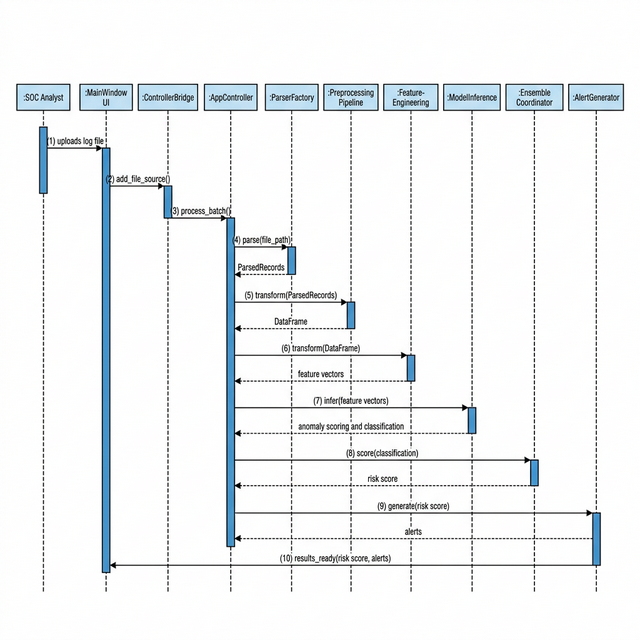 :SOC Analyst
:MainWindow
UI
:ControllerBridge
:AppController
:ParserFactory
:Preprocessing
Pipeline
:Feature-
Engineering
:ModelInference
:Ensemble
Coordinator
:AlertGenerator
(1) uploads log file
(2) add_file_source()
3) process_batch()
4) parse(file_path)
ParsedRecords
(5) transform(ParsedRecords)
DataFrame
(6) transform(DataFrame)
feature vectors
(7) infer(feature vectors)
anomaly scoring and classification
(8) score(classification)
risk score
(9) generate(risk score)
alerts
(10) results_ready(risk score, alerts)